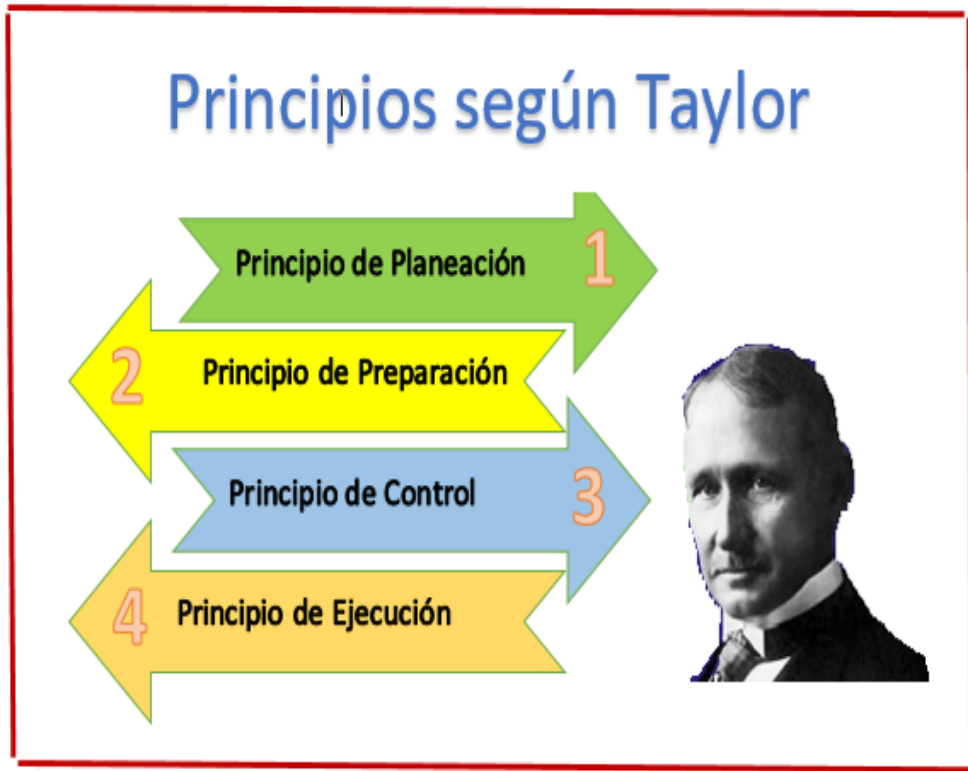 Principios según Taylor
Principio de Planeación 1
2 Principio de Preparación
Principio de Control 3
4 Principio de Ejecución